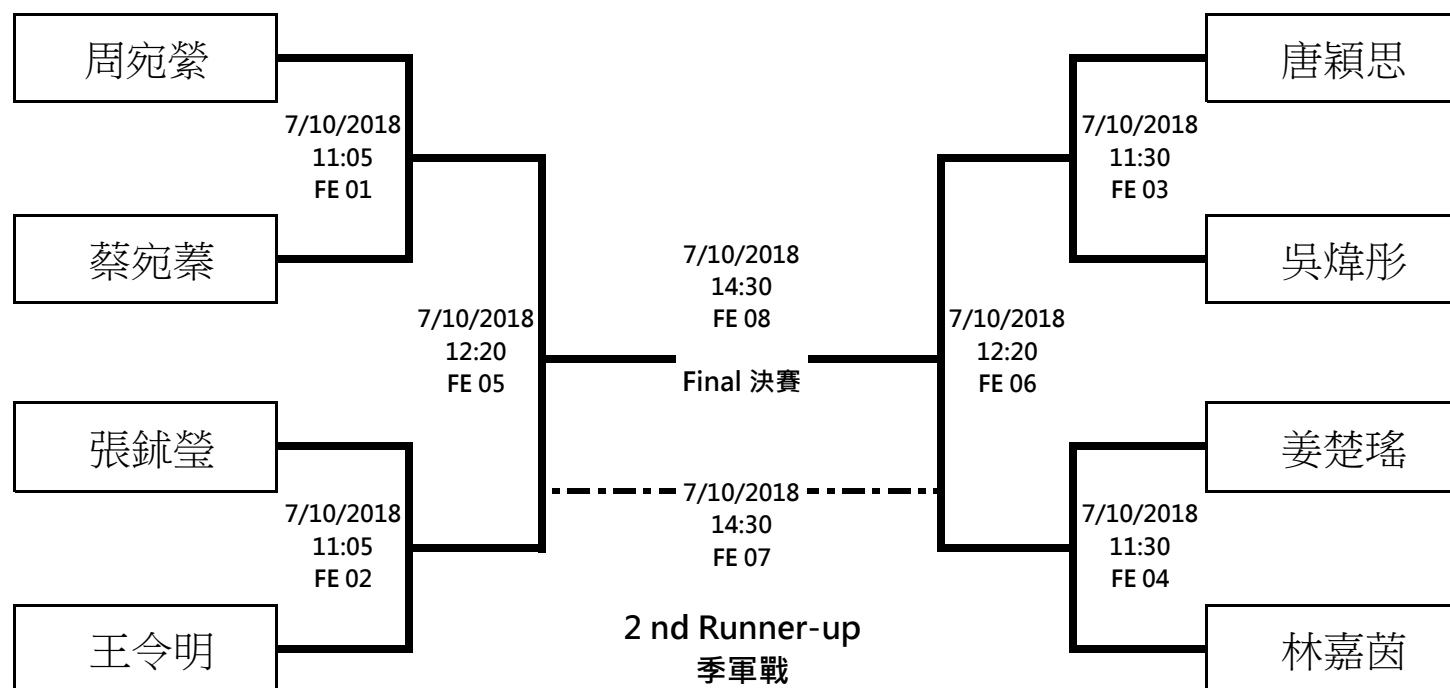 周宛縈
唐穎思
7/10/2018
11:05
FE 01
7/10/2018
11:30
FE 03
蔡宛蓁
吳煒彤
7/10/2018
14:30
FE 08
7/10/2018
12:20
FE 05
7/10/2018
12:20
FE 06
Final 決賽
張鉥瑩
姜楚瑤
7/10/2018
14:30
FE 07
7/10/2018
11:05
FE 02
7/10/2018
11:30
FE 04
王令明
林嘉茵
2 nd Runner-up
季軍戰